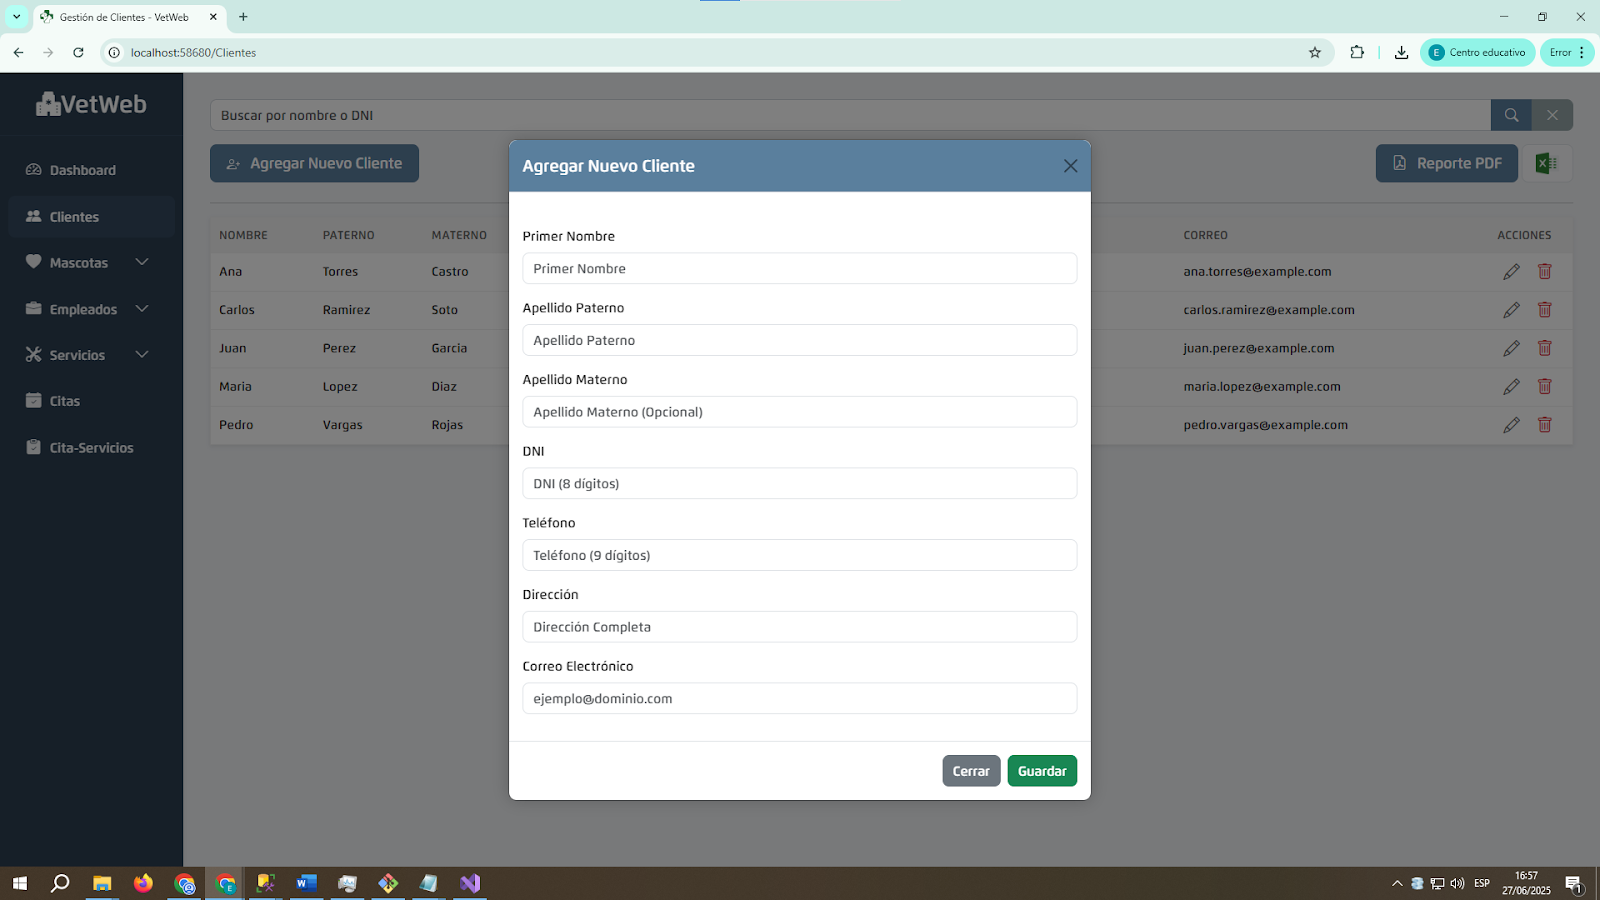 Gestión de Clientes - VetWeb
localhost:58680/Clientes
E Centro educativo
Error
VetWeb
Dashboard
Clientes
Mascotas
Empleados
Servicios
Citas
Cita-Servicios
Buscar por nombre o DNI
Agregar Nuevo Cliente
Reporte PDF
NOMBRE PATERNO MATERNO CORREO ACCIONES
Ana Torres Castro ana.torres@example.com
Carlos Ramirez Soto carlos.ramirez@example.com
Juan Perez Garcia juan.perez@example.com
Maria Lopez Diaz maria.lopez@example.com
Pedro Vargas Rojas pedro.vargas@example.com
Agregar Nuevo Cliente
Primer Nombre
Primer Nombre
Apellido Paterno
Apellido Paterno
Apellido Materno
Apellido Materno (Opcional)
DNI
DNI (8 dígitos)
Teléfono
Teléfono (9 dígitos)
Dirección
Dirección Completa
Correo Electrónico
ejemplo@dominio.com
Cerrar
Guardar
ESP
16:57
27/06/2025
1